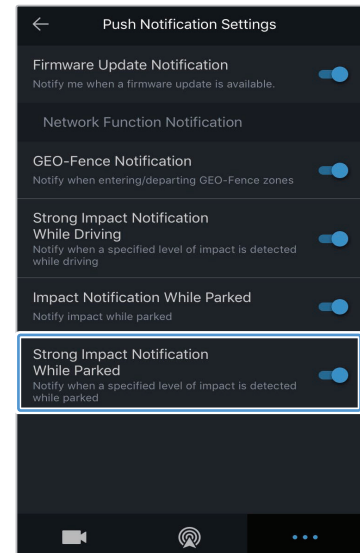 Push Notification Settings
Firmware Update Notification
Notify me when a firmware update is available.
Network Function Notification
GEO-Fence Notification
Notify when entering/departing GEO-Fence zones
Strong Impact Notification
While Driving
Notify when a specified level of impact is detected
while driving
Impact Notification While Parked
Notify impact while parked
Strong Impact Notification
While Parked
Notify when a specified level of impact is detected
while parked